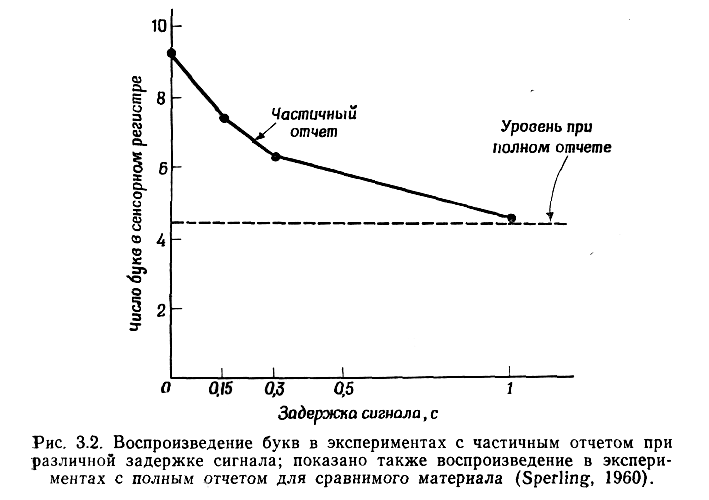 10
8
6
4
2
Число букв в сенсорном регистре
Частичный
отчет
Уровень при
полном отчете
0 0,15 0,3 0,5 1
Задержка сигнала, с
Рис. 3.2. Воспроизведение букв в экспериментах с частичным отчетом при
различной задержке сигнала; показано также воспроизведение в экспери-
ментах с полным отчетом для сравнимого материала (Sperling, 1960).